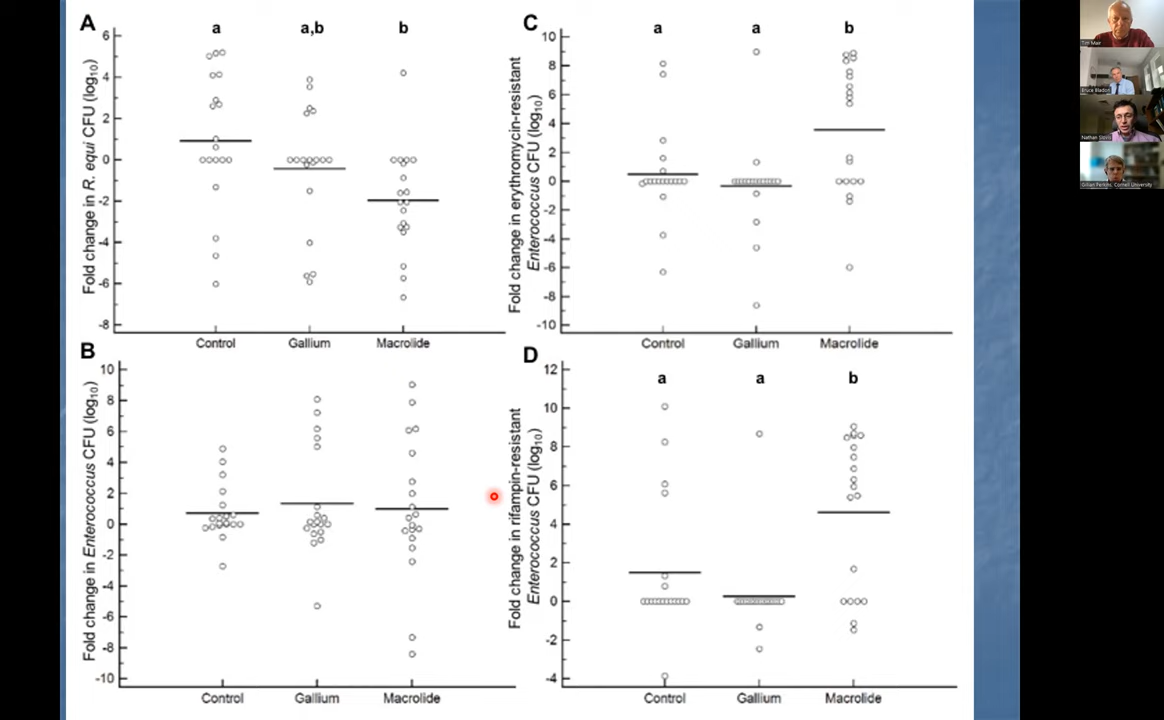 A
a
a,b
b
Fold change in R. equi CFU (log10)
6
4
2
0
-2
-4
-6
-8
Control
Gallium
Macrolide
B
Fold change in Enterococcus CFU (log10)
10
8
6
4
2
0
-2
-4
-6
-8
-10
Control
Gallium
Macrolide
C
a
a
b
Fold change in erythromycin-resistant
Enterococcus CFU (log10)
10
8
6
4
2
0
-2
-4
-6
-8
-10
Control
Gallium
Macrolide
D
a
a
b
Fold change in rifampin-resistant
Enterococcus CFU (log10)
12
10
8
6
4
2
0
-2
-4
Control
Gallium
Macrolide
Tim Mair
Bruce Bladon
Nathan
Gillian Perkins, Cornell University